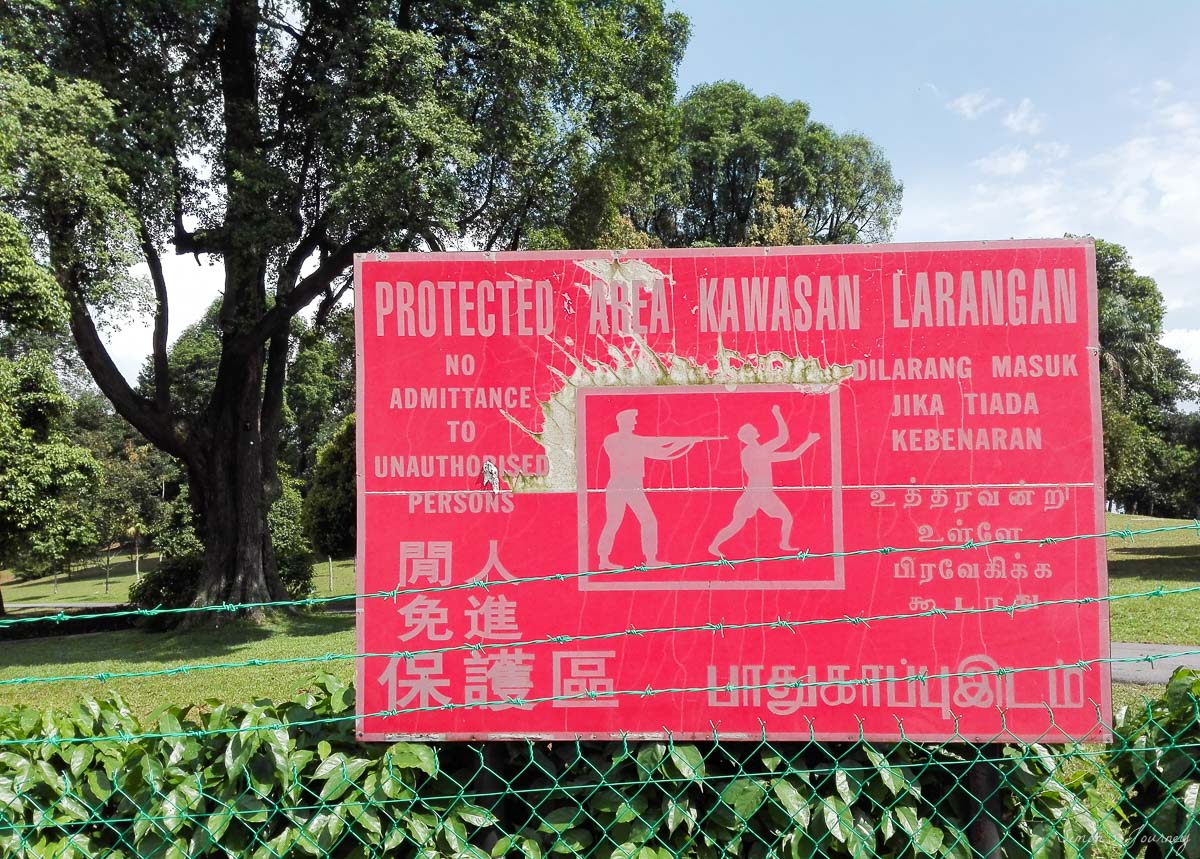 PROTECTED AREA KAWASAN LARANGAN
NO
ADMITTANCE
TO
UNAUTHORISED
PERSONS
DILARANG MASUK
JIKA TIADA
KEBENARAN
உத்தரவன்றி
உள்ளே
பிரவேகிக்க
கூடாது
閒人
免進
保護區
பாதுகாப்புஇடம்